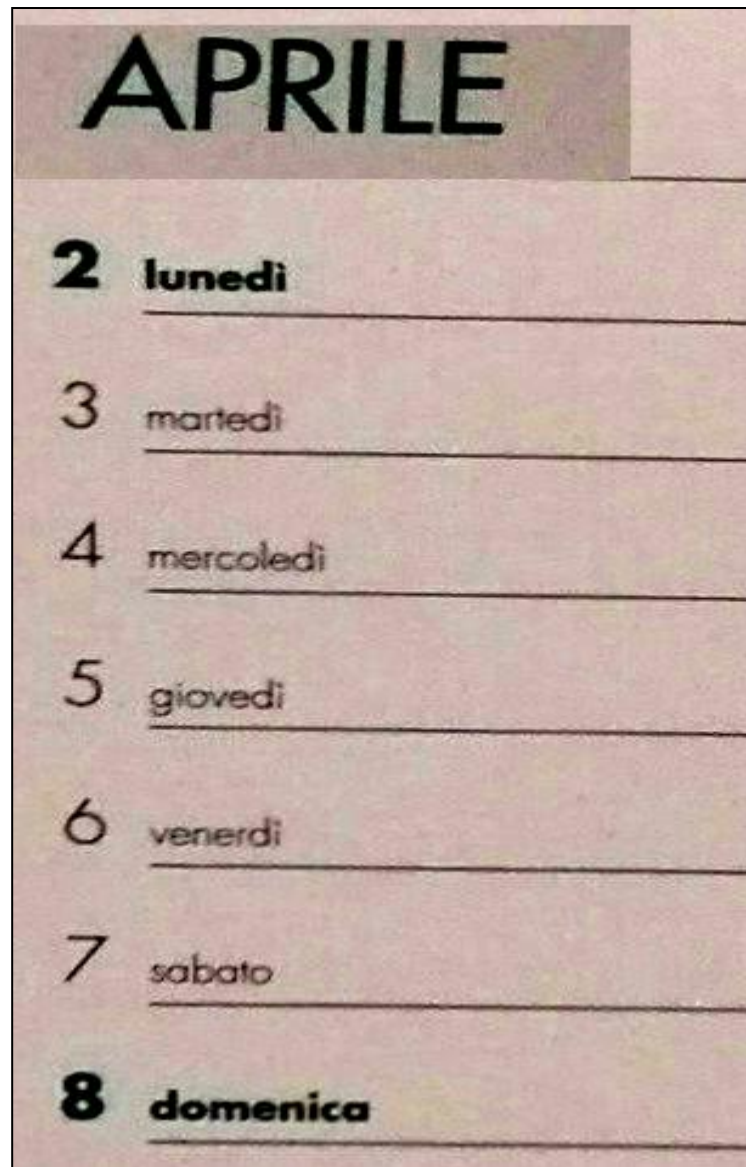 APRILE
2 lunedì
3 martedì
4 mercoledì
5 giovedì
6 venerdì
7 sabato
8 domenica